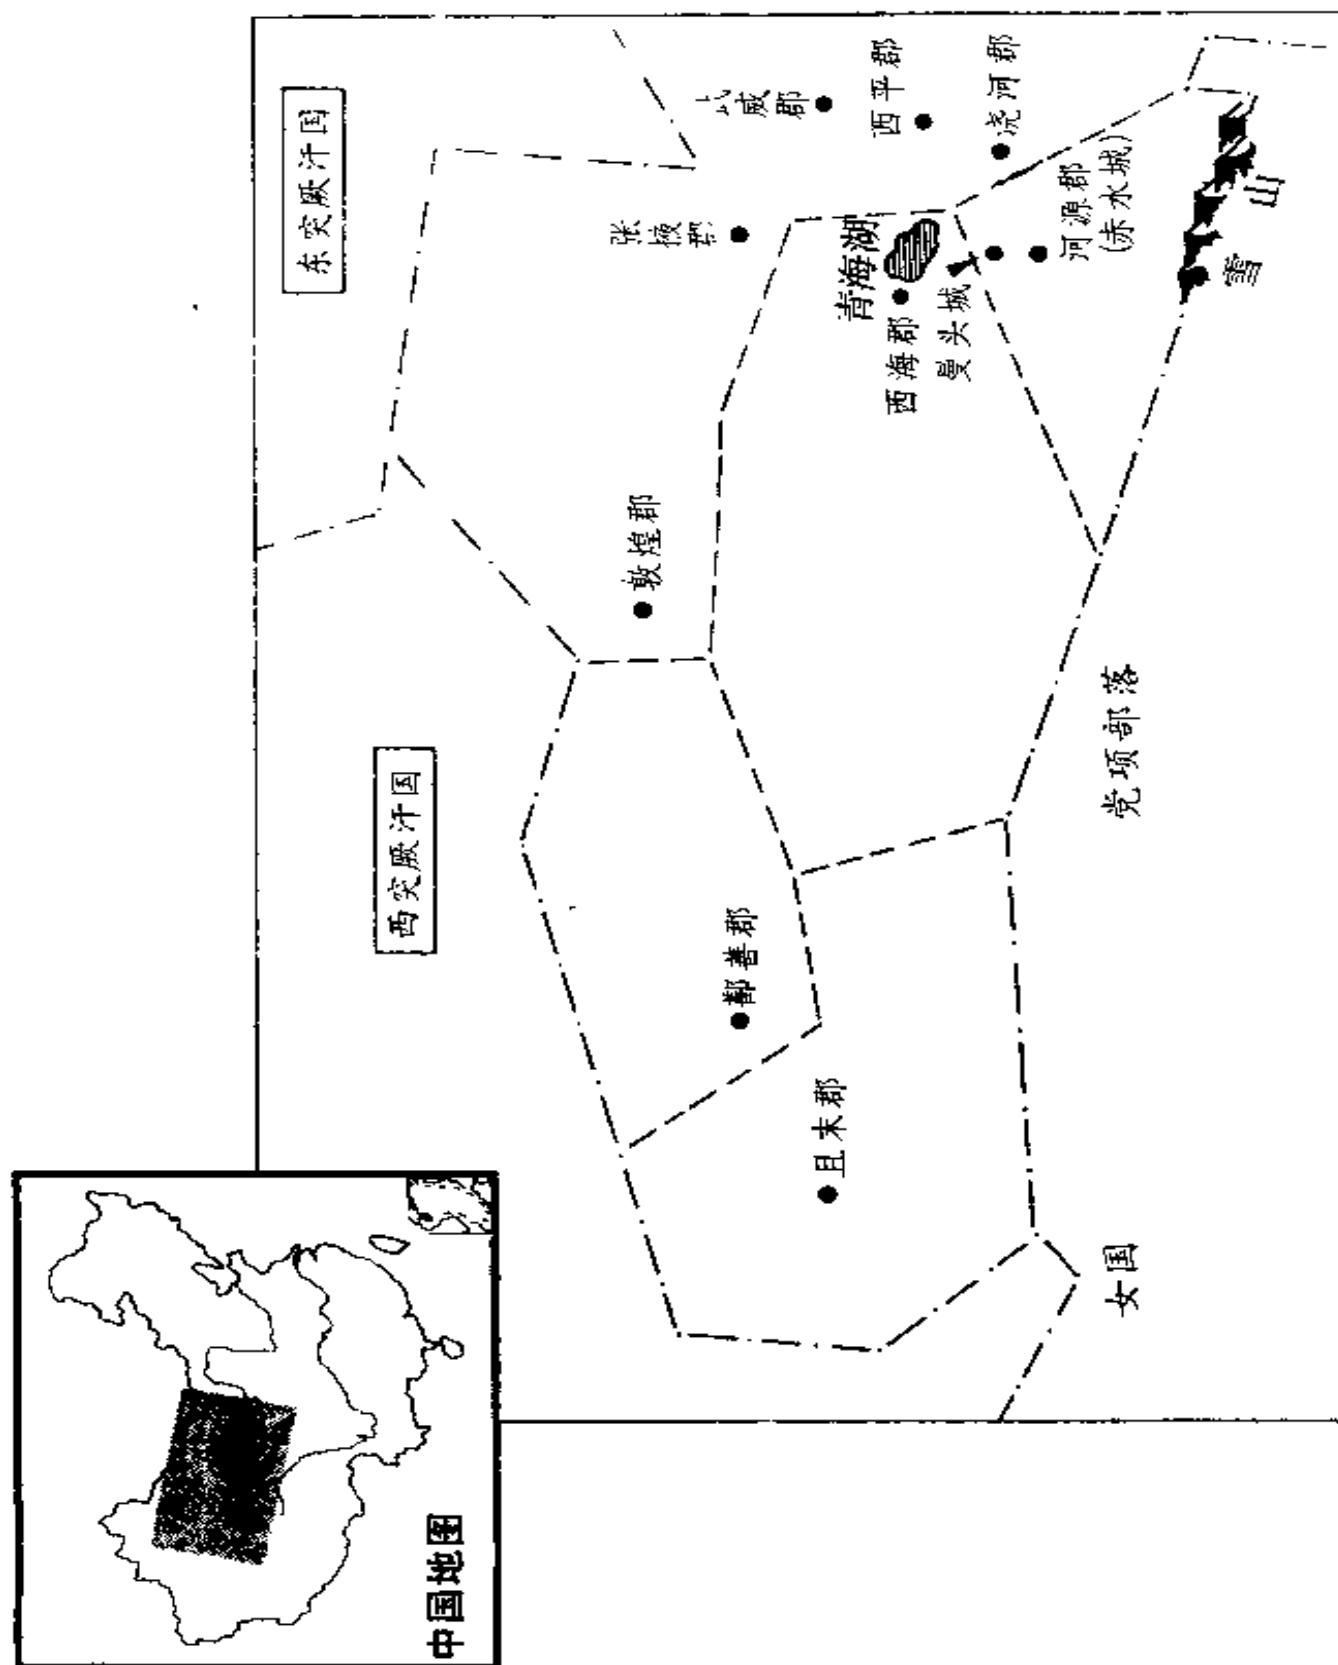 东突厥汗国
西突厥汗国
武威郡
西平郡
浇河郡
张掖郡
青海湖
西海郡
曼头城
河源郡
(赤水城)
雪山
敦煌郡
鄯善郡
且末郡
党项部落
女国
中国地图